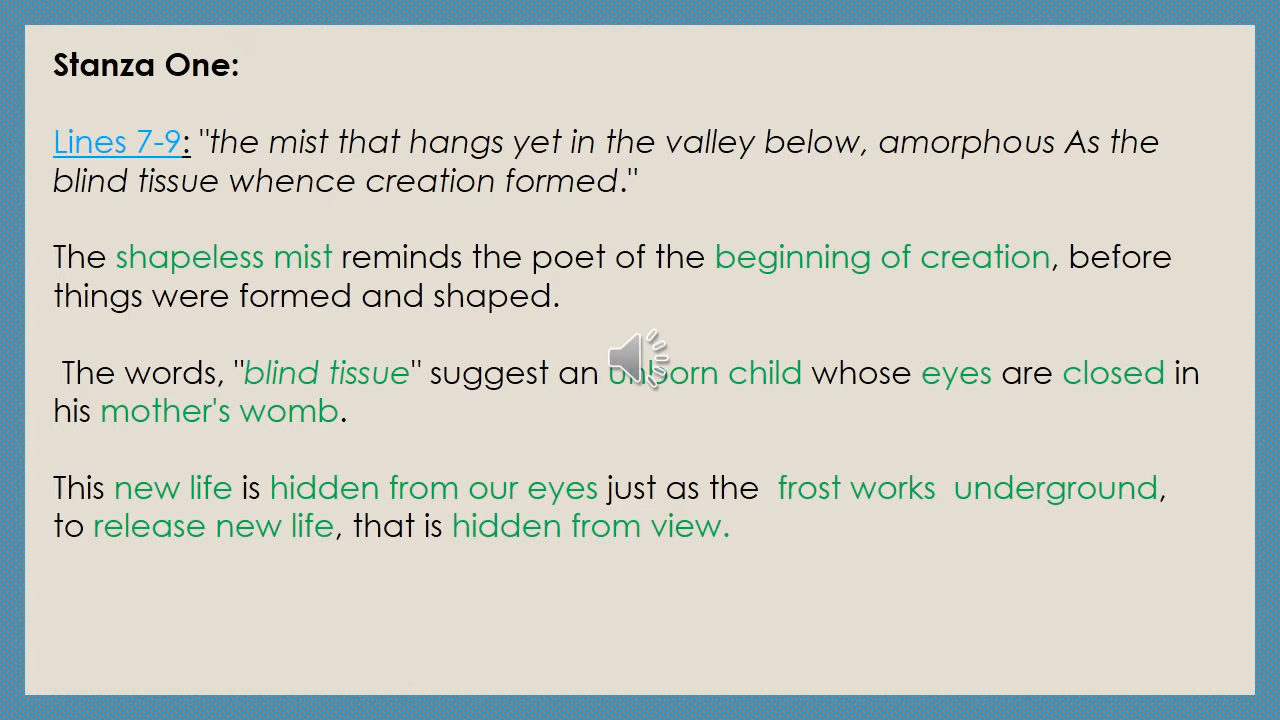 Stanza One:
Lines 7-9: "the mist that hangs yet in the valley below, amorphous As the
blind tissue whence creation formed."
The shapeless mist reminds the poet of the beginning of creation, before
things were formed and shaped.
The words, "blind tissue" suggest an unborn child whose eyes are closed in
his mother's womb.
This new life is hidden from our eyes just as the frost works underground,
to release new life, that is hidden from view.